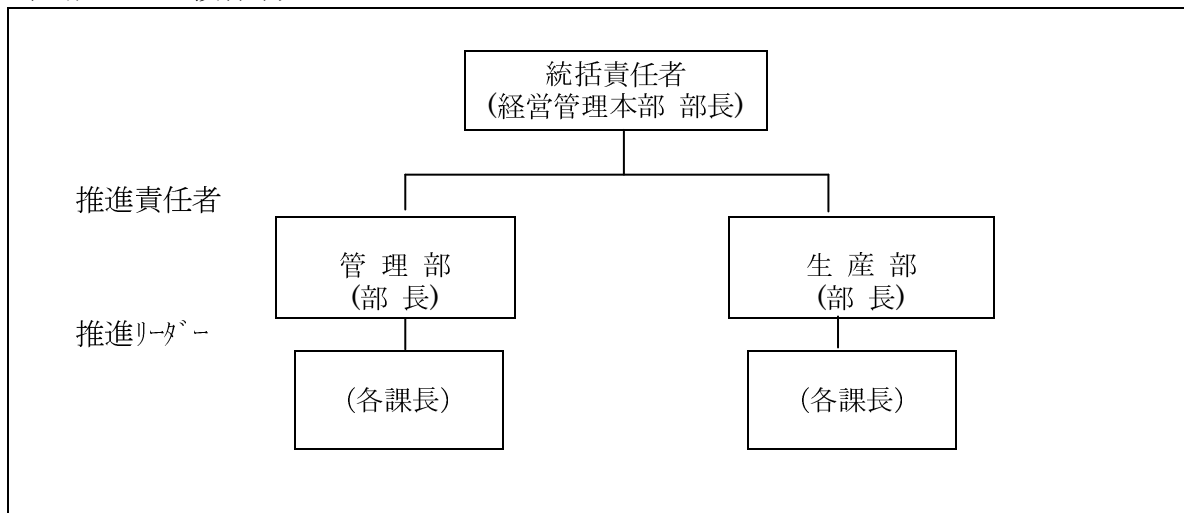 統括責任者
(経営管理本部 部長)
推進責任者
管 理 部
(部 長)
生 産 部
(部 長)
推進ﾘｰﾀﾞｰ
(各課長)
(各課長)